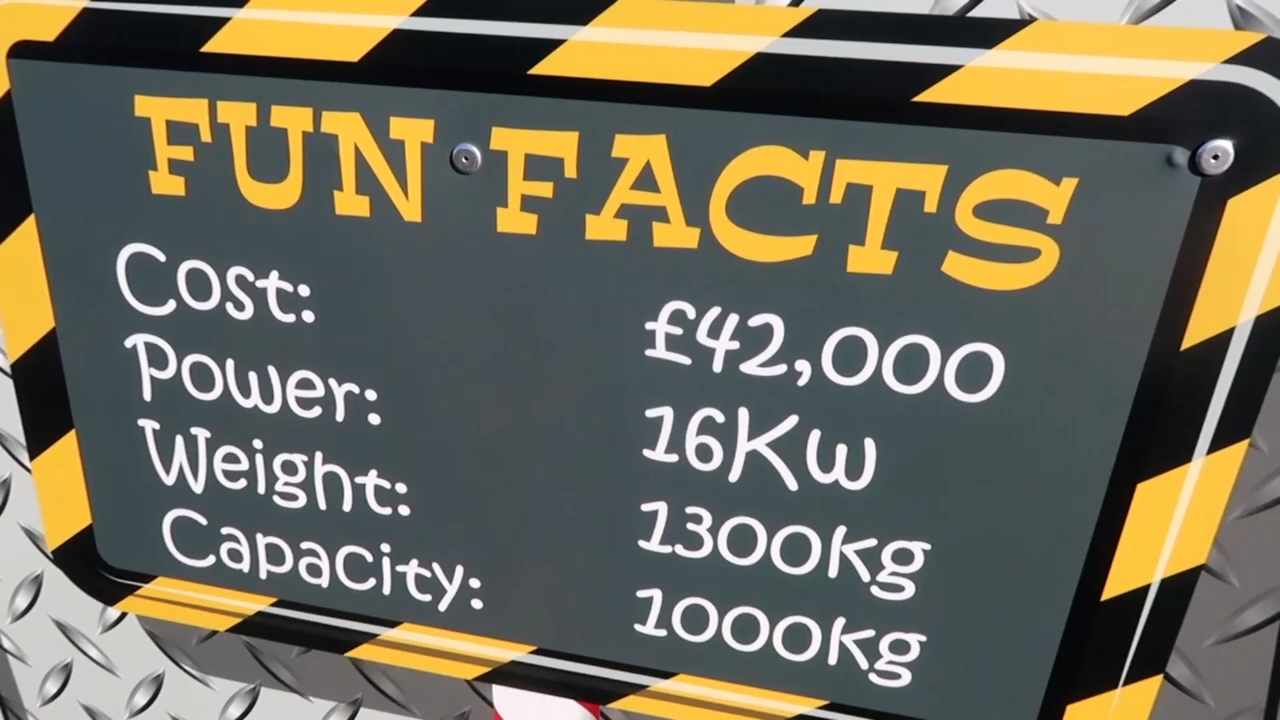 FUN FACTS
Cost: £42,000
Power: 16Kw
Weight: 1300kg
Capacity: 1000kg